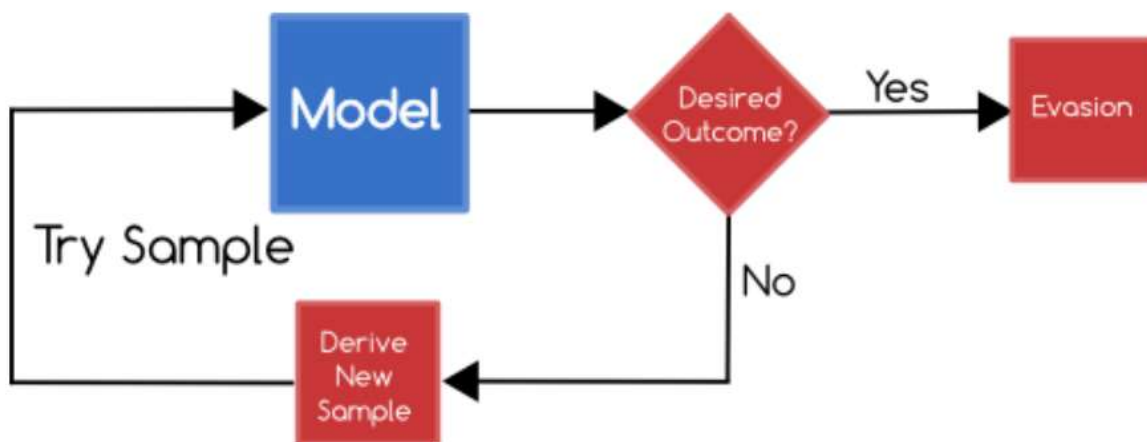 Model
Desired
Outcome?
Yes
Evasion
Try Sample
No
Derive
New
Sample